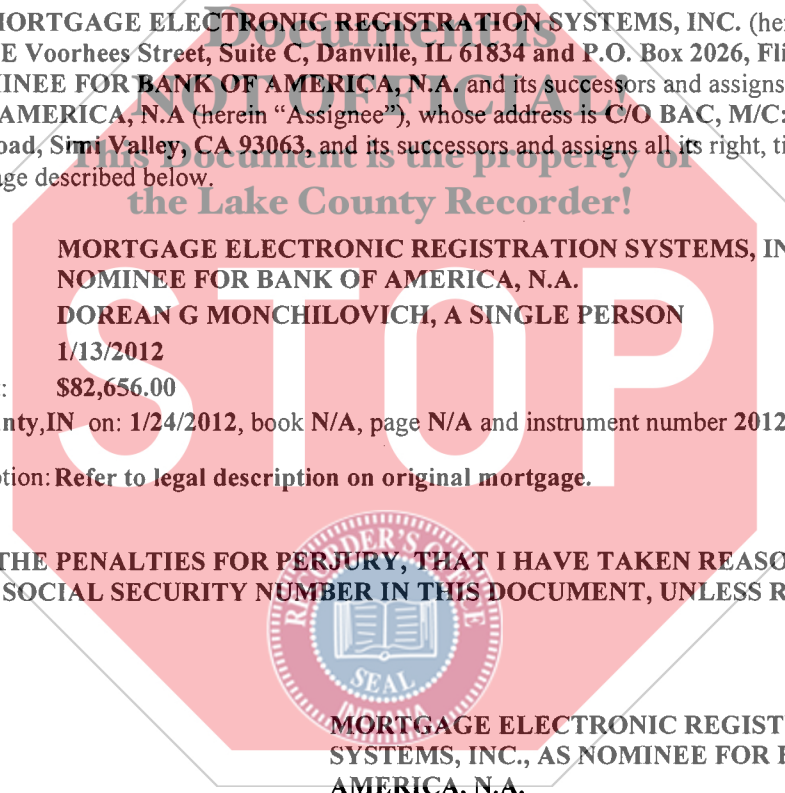 MORTGAGE ELECTRONIC REGISTRATION SYSTEMS, INC. (her
E Voorhees Street, Suite C, Danville, IL 61834 and P.O. Box 2026, Fli
INEE FOR BANK OF AMERICA, N.A. and its successors and assigns
AMERICA, N.A (herein “Assignee”), whose address is C/O BAC, M/C:
oad, Simi Valley, CA 93063, and its successors and assigns all its right, ti
ge described below.
Document is
NOT OFFICIAL!
This Document is the property of
the Lake County Recorder!
STOP
MORTGAGE ELECTRONIC REGISTRATION SYSTEMS, IN
NOMINEE FOR BANK OF AMERICA, N.A.
DOREAN G MONCHILOVICH, A SINGLE PERSON
1/13/2012
: $82,656.00
nty,IN on: 1/24/2012, book N/A, page N/A and instrument number 2012
tion: Refer to legal description on original mortgage.
THE PENALTIES FOR PERJURY, THAT I HAVE TAKEN REASO
SOCIAL SECURITY NUMBER IN THIS DOCUMENT, UNLESS R
RECORDER'S OFFICE
SEAL
INDIANA
MORTGAGE ELECTRONIC REGIST
SYSTEMS, INC., AS NOMINEE FOR B
AMERICA, N.A.